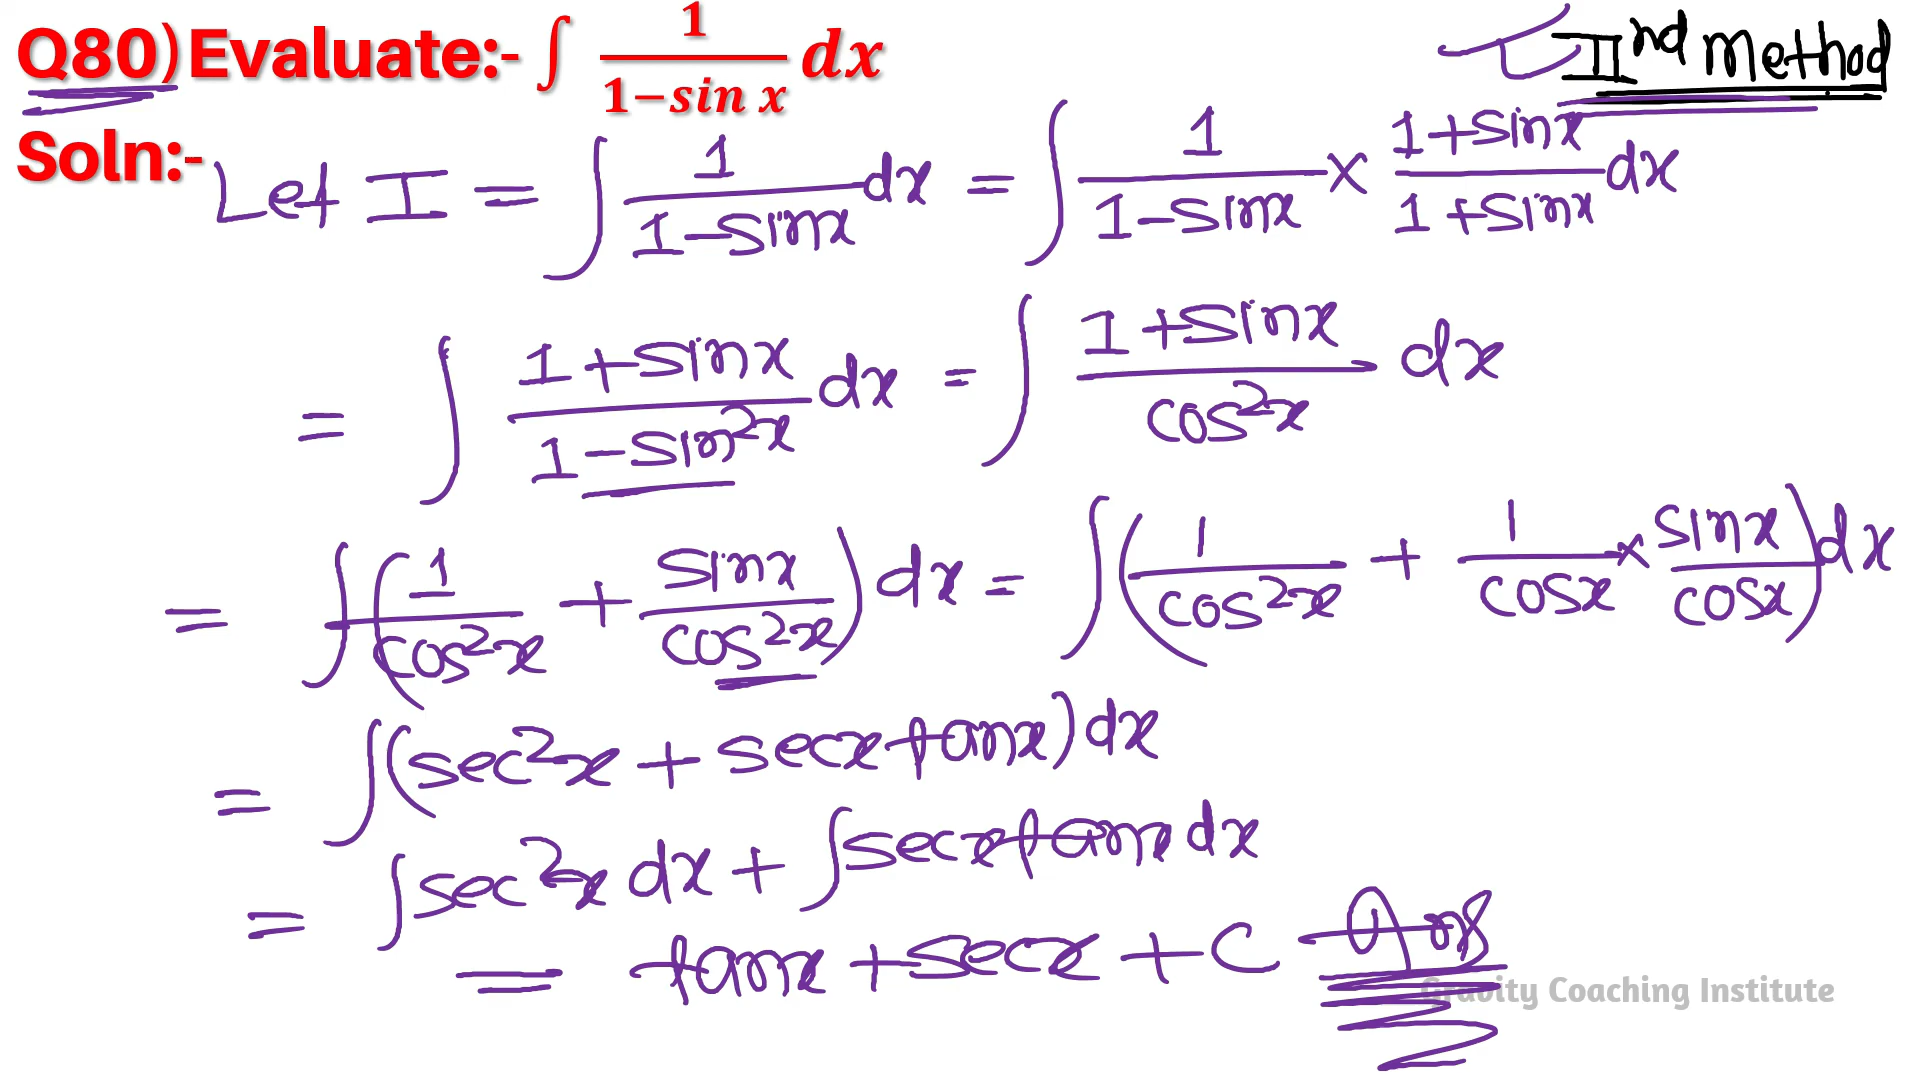 Q80) Evaluate:- ∫ 1/(1−sin x) dx
IInd Method
Soln:- Let I = ∫ 1/(1−sinx) dx = ∫ 1/(1−sinx) × (1+sinx)/(1+sinx) dx
= ∫ (1+sinx)/(1−sin²x) dx = ∫ (1+sinx)/(cos²x) dx
= ∫(1/cos²x + sinx/cos²x) dx = ∫(1/cos²x + 1/cosx × sinx/cosx) dx
= ∫(sec²x + secx tanx) dx
= ∫sec²x dx + ∫secx tanx dx
= tanx + secx + C Ans
Gravity Coaching Institute